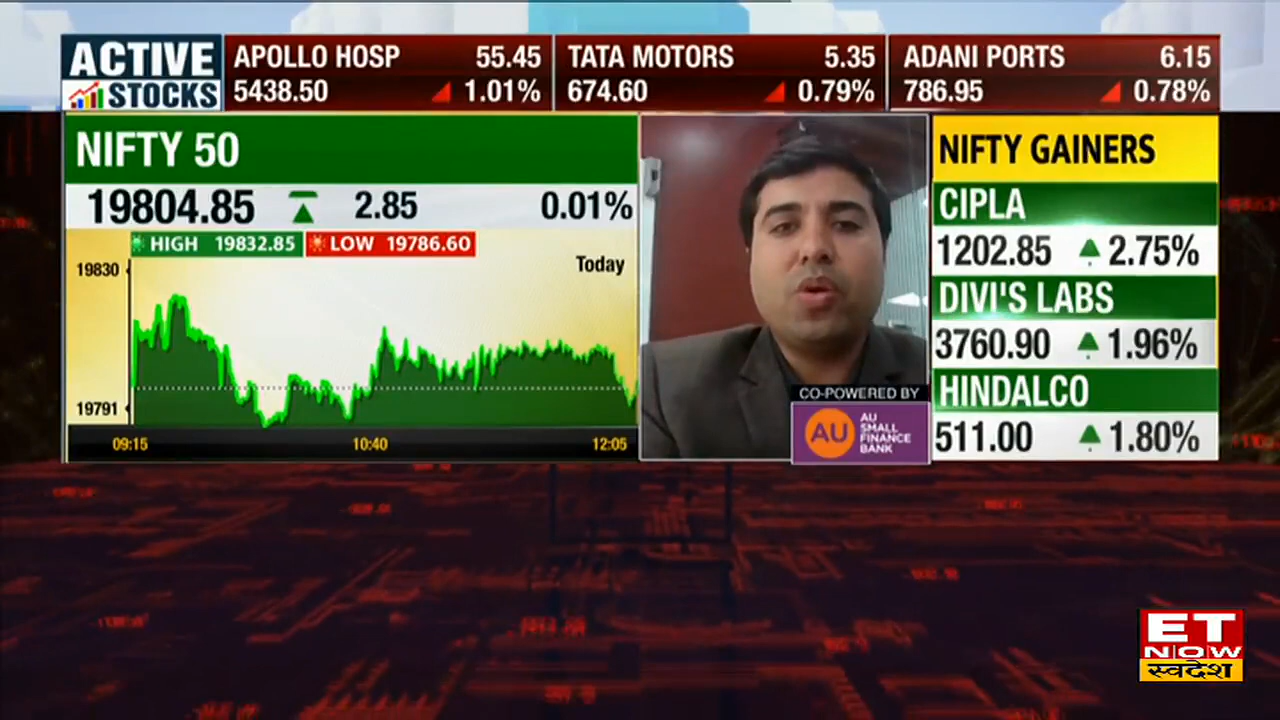 ACTIVE
STOCKS
APOLLO HOSP 55.45
5438.50 1.01%
TATA MOTORS 5.35
674.60 0.79%
ADANI PORTS 6.15
786.95 0.78%
NIFTY 50
19804.85 2.85 0.01%
HIGH 19832.85 LOW 19786.60
Today
19830
19791
09:15 10:40 12:05
CO-POWERED BY
AU
AU
SMALL
FINANCE
BANK
NIFTY GAINERS
CIPLA
1202.85 2.75%
DIVI'S LABS
3760.90 1.96%
HINDALCO
511.00 1.80%
ET
NOW
स्वदेश